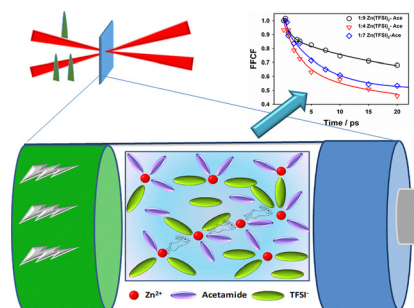 FFCF
1.0
0.9
0.8
0.7
0.6
0.5
0.4
1:9 Zn(TFSI)₂-Ace
1:4 Zn(TFSI)₂-Ace
1:7 Zn(TFSI)₂-Ace
0 5 10 15 20
Time / ps
Zn²⁺ Acetamide TFSI⁻